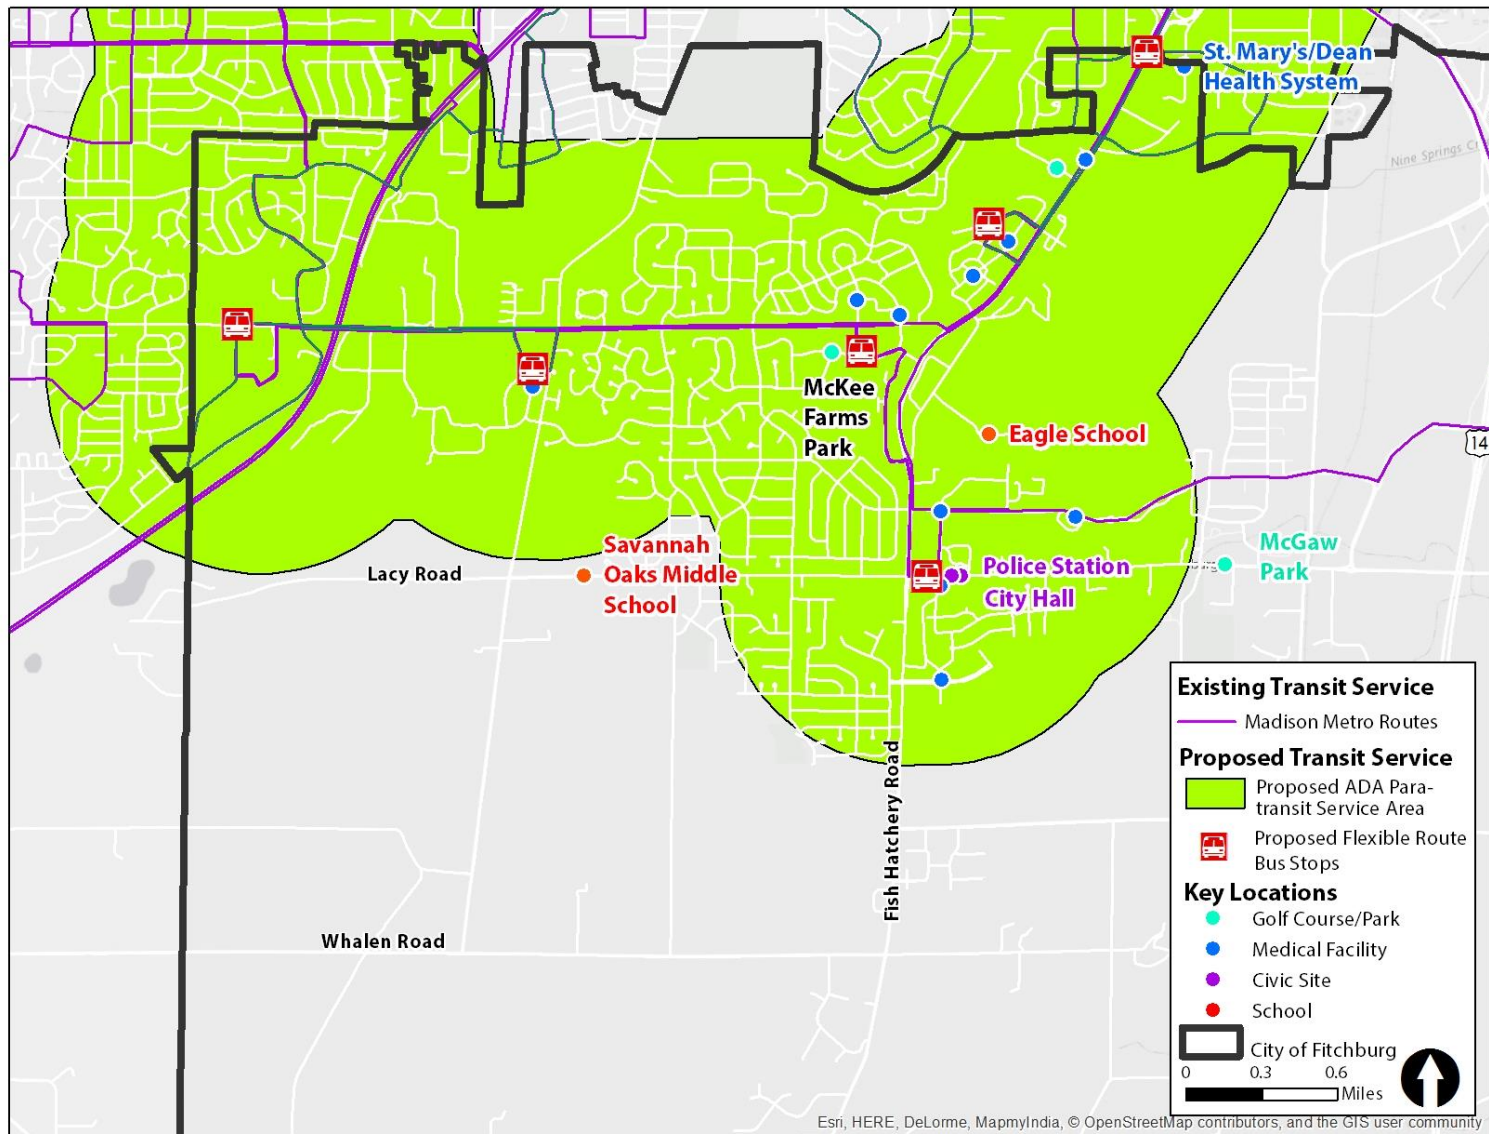 St. Mary's/Dean
Health System
Nine Springs
McKee
Farms
Park
Eagle School
14
Savannah
Oaks Middle
School
Lacy Road
Police Station
City Hall
McGaw
Park
Fish Hatchery Road
Whalen Road
Existing Transit Service
Madison Metro Routes
Proposed Transit Service
Proposed ADA Para-
transit Service Area
Proposed Flexible Route
Bus Stops
Key Locations
Golf Course/Park
Medical Facility
Civic Site
School
City of Fitchburg
0 0.3 0.6
Miles
Esri, HERE, DeLorme, MapmyIndia, © OpenStreetMap contributors, and the GIS user community